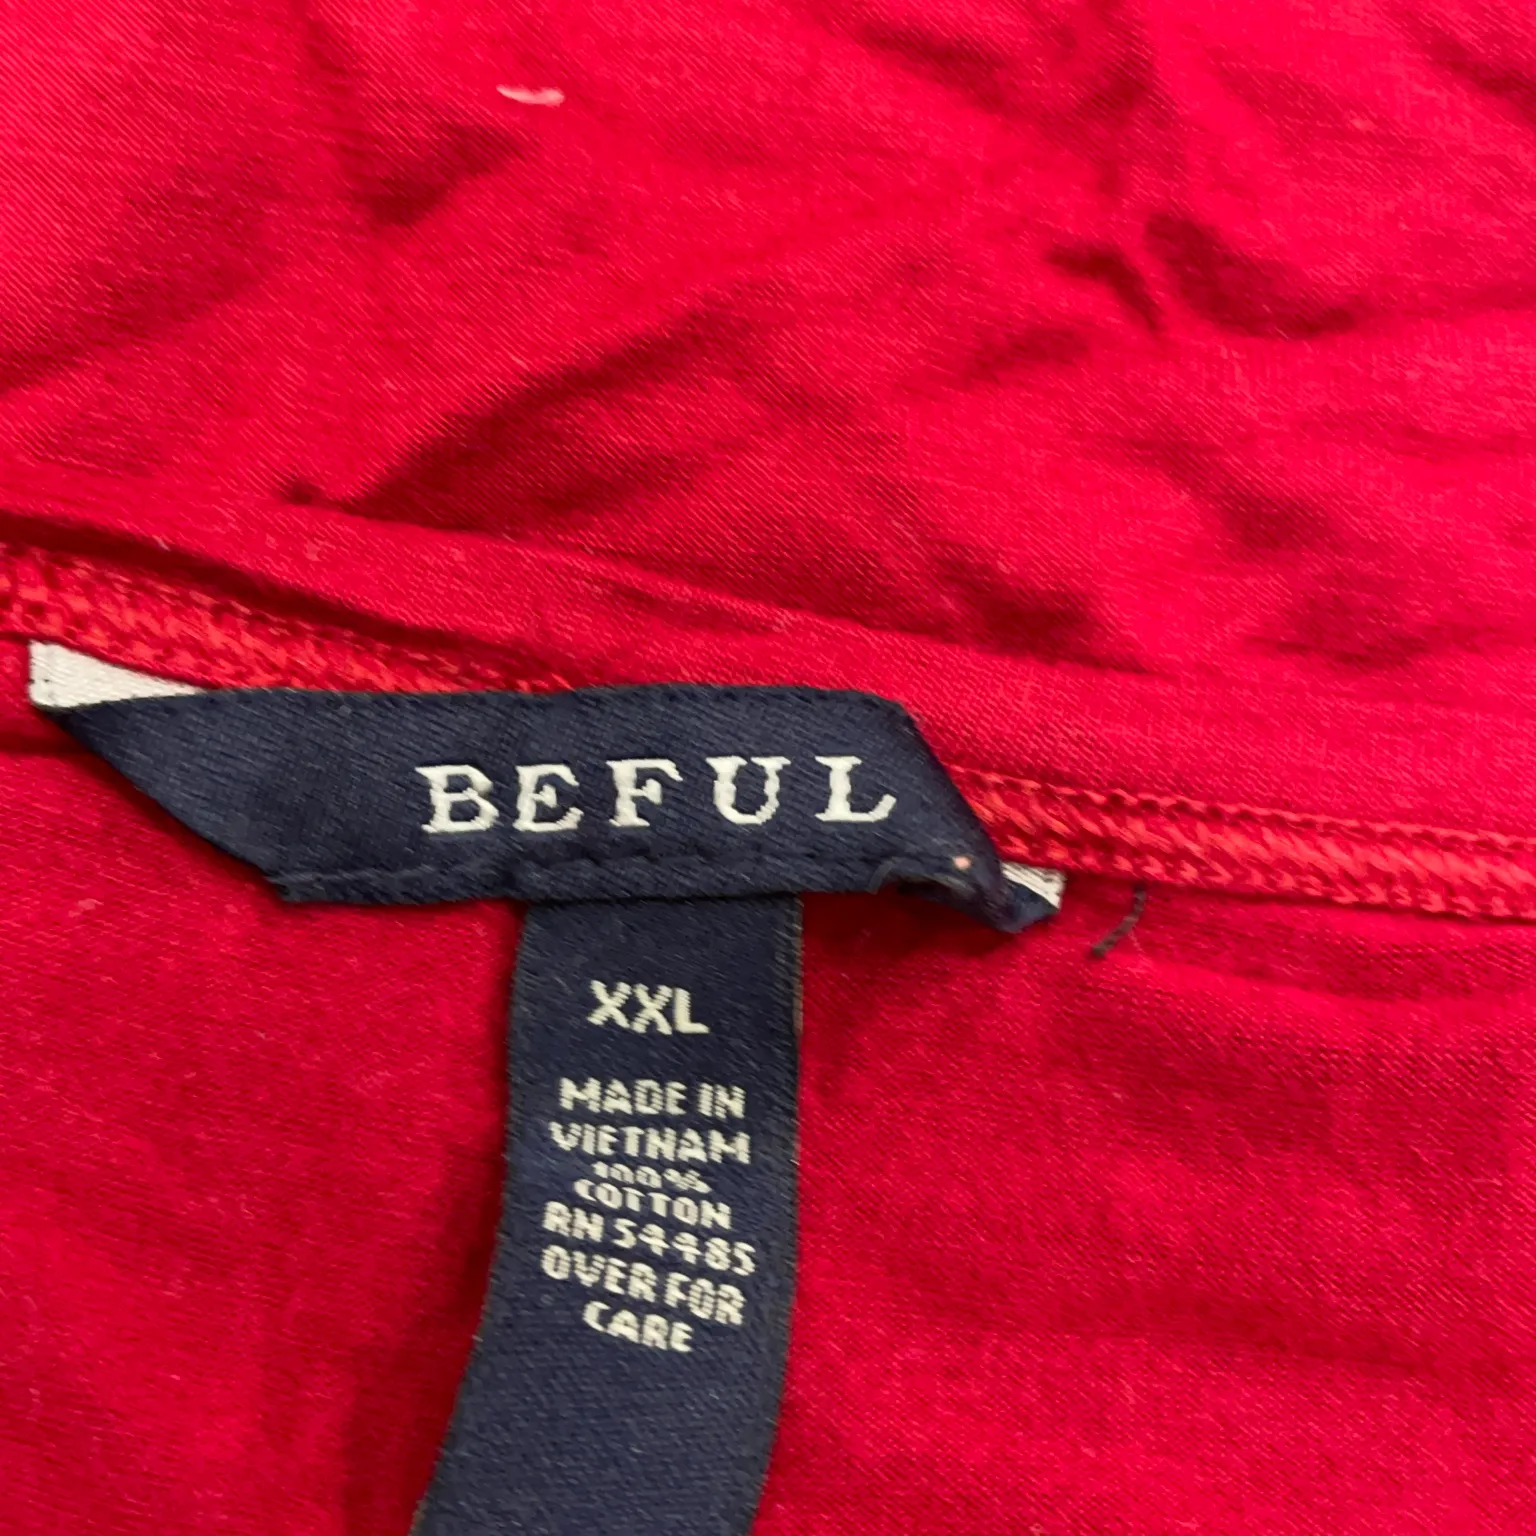 BEFUL
XXL
MADE IN
VIETNAM
100%
COTTON
RN 54485
OVER FOR
CARE